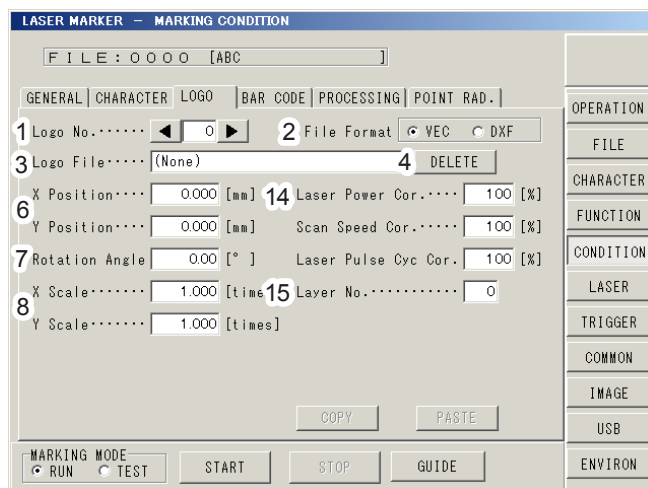 LASER MARKER － MARKING CONDITION
FILE:0000 [ABC ]
GENERAL CHARACTER LOGO BAR CODE PROCESSING POINT RAD.
1 Logo No.······ ◀ 0 ▶ 2 File Format VEC DXF
3 Logo File····· (None) 4 DELETE
6 X Position···· 0.000 [mm] 14 Laser Power Cor.···· 100 [%]
Y Position···· 0.000 [mm] Scan Speed Cor.····· 100 [%]
7 Rotation Angle 0.00 [° ] Laser Pulse Cyc Cor. 100 [%]
8 X Scale······· 1.000 [time 15 Layer No.··········· 0
Y Scale······· 1.000 [times]
COPY PASTE
MARKING MODE
RUN TEST START STOP GUIDE
OPERATION
FILE
CHARACTER
FUNCTION
CONDITION
LASER
TRIGGER
COMMON
IMAGE
USB
ENVIRON